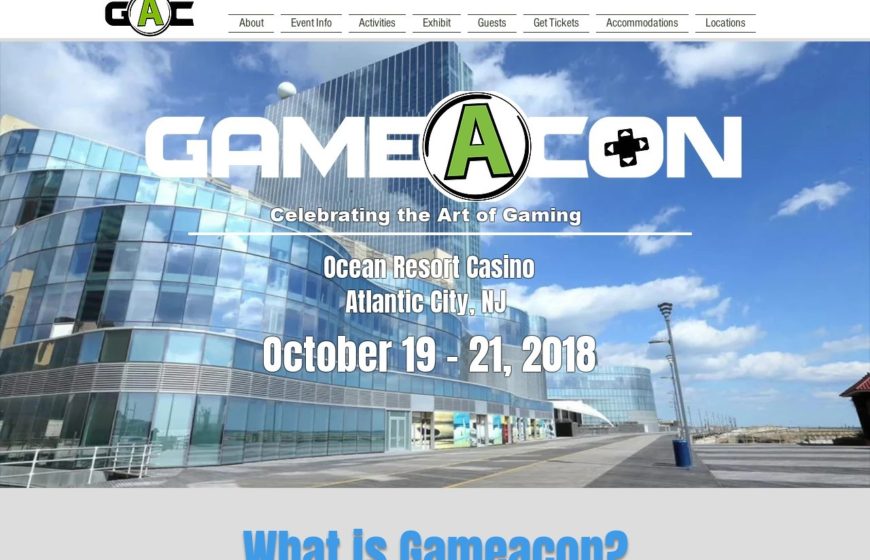 GAC
About Event Info Activities Exhibit Guests Get Tickets Accommodations Locations
GAMEACON
Celebrating the Art of Gaming
Ocean Resort Casino
Atlantic City, NJ
October 19 - 21, 2018
What is Gameacon?